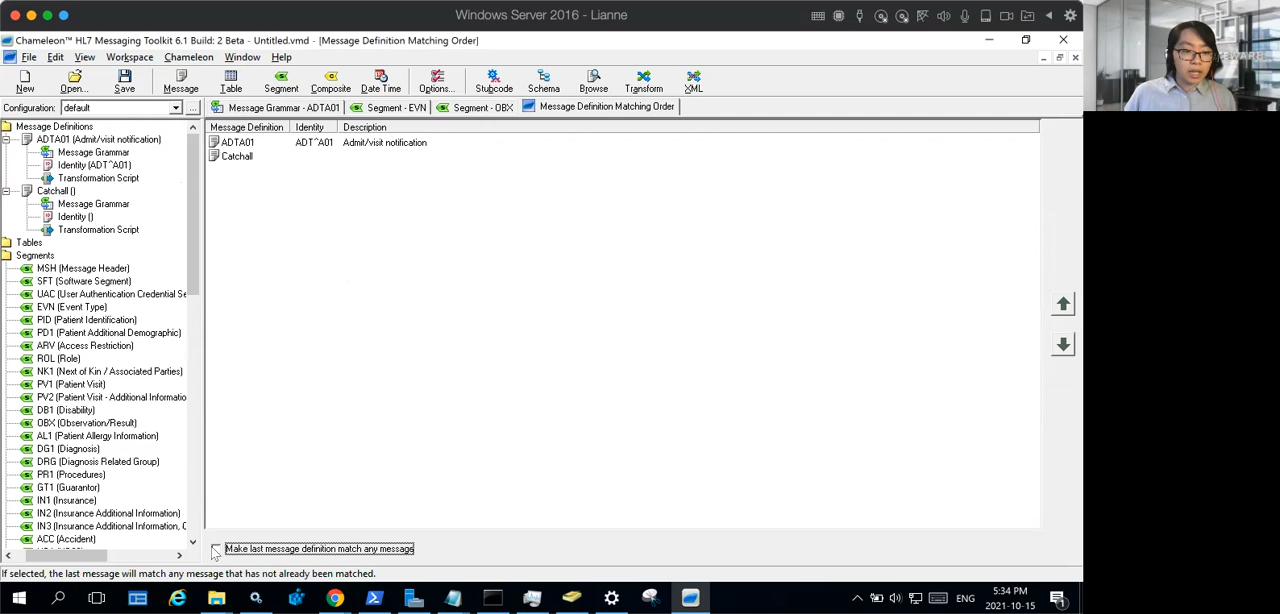 Windows Server 2016 - Lianne
Chameleon™ HL7 Messaging Toolkit 6.1 Build: 2 Beta - Untitled.vmd - [Message Definition Matching Order]
File Edit View Workspace Chameleon Window Help
New Open... Save Message Table Segment Composite Date Time Options... Stubcode Schema Browse Transform XML
Configuration: default ... Message Grammar - ADTA01 Segment - EVN Segment - OBX Message Definition Matching Order
Message Definitions
ADTA01 (Admit/visit notification)
Message Grammar
Identity (ADT^A01)
Transformation Script
Catchall ()
Message Grammar
Identity ()
Transformation Script
Tables
Segments
MSH (Message Header)
SFT (Software Segment)
UAC (User Authentication Credential Se
EVN (Event Type)
PID (Patient Identification)
PD1 (Patient Additional Demographic)
ARV (Access Restriction)
ROL (Role)
NK1 (Next of Kin / Associated Parties)
PV1 (Patient Visit)
PV2 (Patient Visit - Additional Informatio
DB1 (Disability)
OBX (Observation/Result)
AL1 (Patient Allergy Information)
DG1 (Diagnosis)
DRG (Diagnosis Related Group)
PR1 (Procedures)
GT1 (Guarantor)
IN1 (Insurance)
IN2 (Insurance Additional Information)
IN3 (Insurance Additional Information, C
ACC (Accident)
Message Definition Identity Description
ADTA01 ADT^A01 Admit/visit notification
Catchall
Make last message definition match any message
If selected, the last message will match any message that has not already been matched.
ENG
5:34 PM
2021-10-15